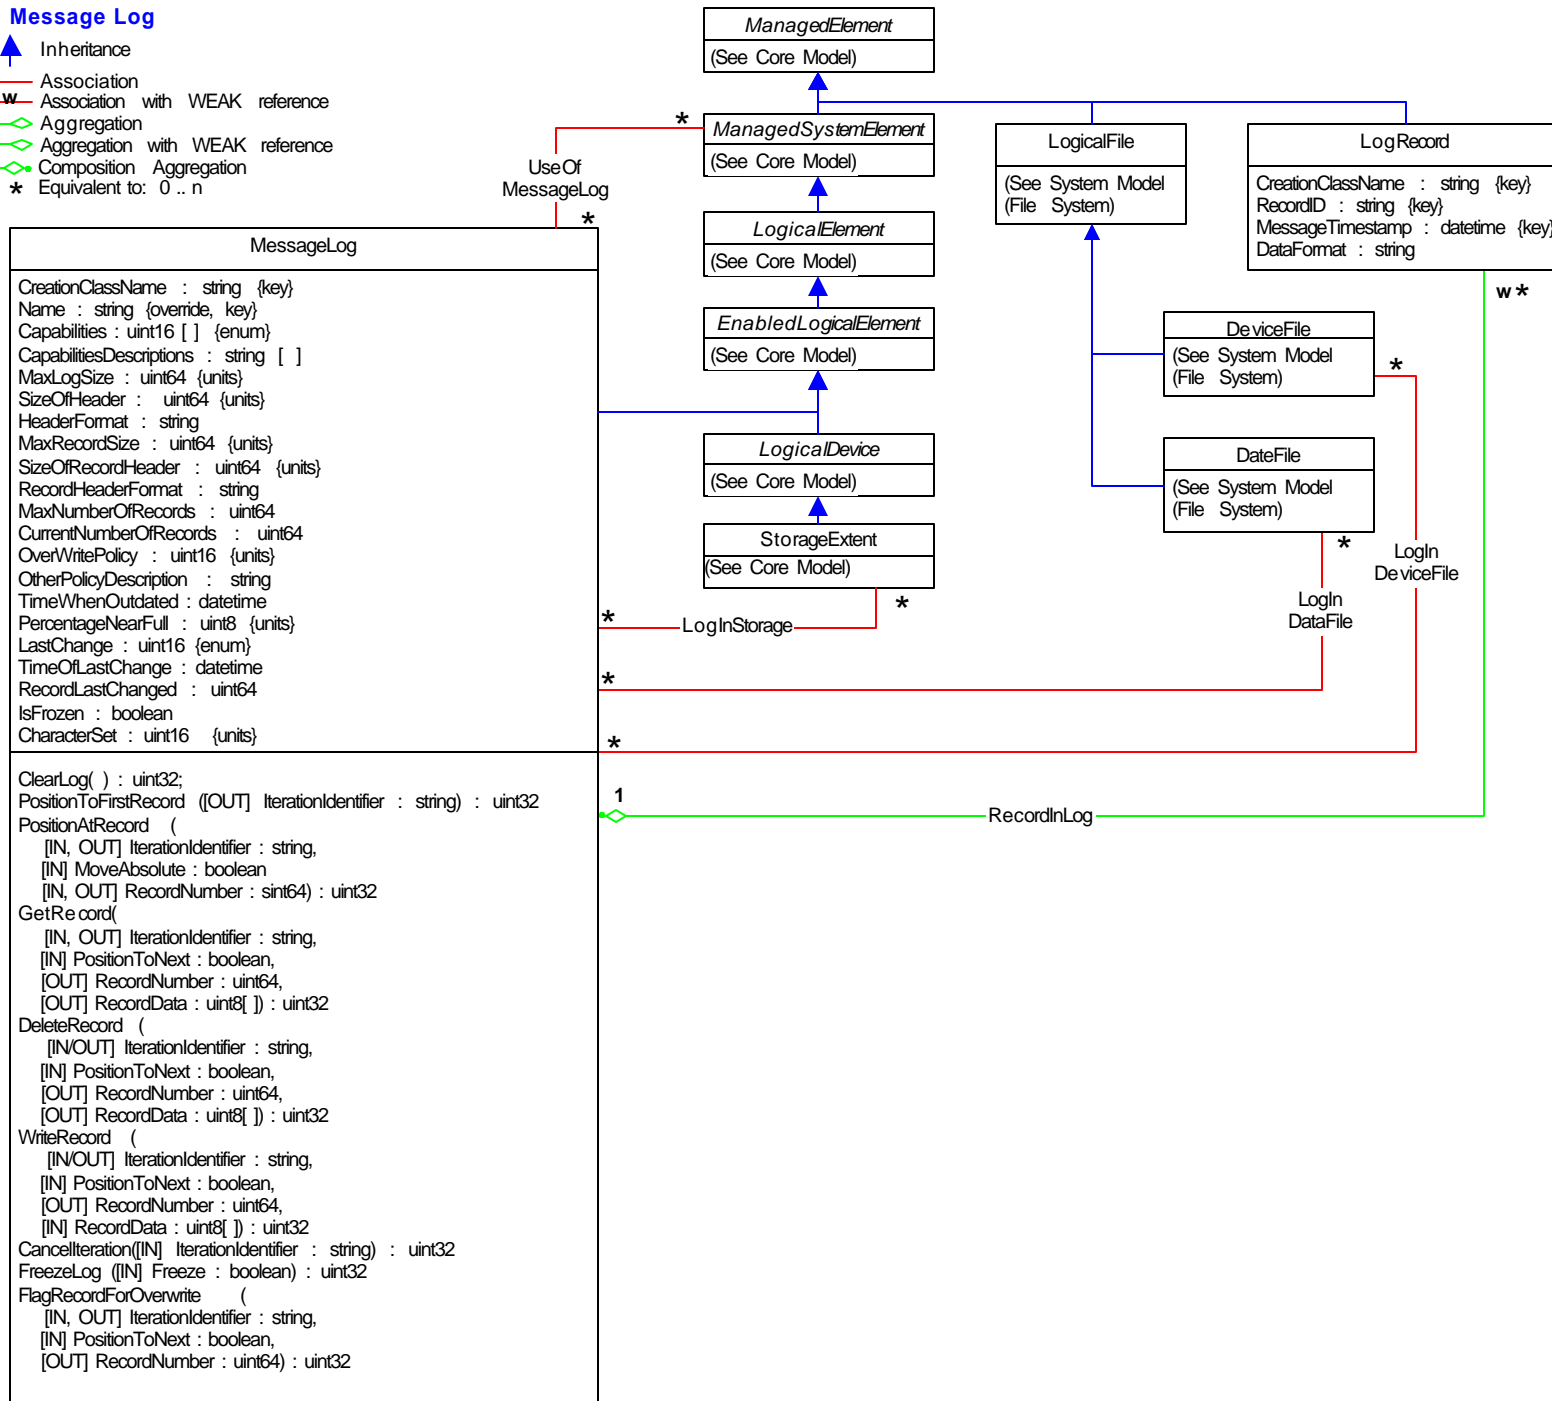 Message Log
Inheritance
Association
w Association with WEAK reference
Aggregation
Aggregation with WEAK reference
Composition Aggregation
* Equivalent to: 0 .. n
ManagedElement
(See Core Model)
*
ManagedSystemElement
(See Core Model)
UseOf
MessageLog
*
LogicalElement
(See Core Model)
EnabledLogicalElement
(See Core Model)
LogicalDevice
(See Core Model)
StorageExtent
(See Core Model)
*
* LogInStorage
LogicalFile
(See System Model
(File System)
LogRecord
CreationClassName : string {key}
RecordID : string {key}
MessageTimestamp : datetime {key}
DataFormat : string
w *
DeviceFile
(See System Model
(File System)
*
DateFile
(See System Model
(File System)
*
LogIn
DeviceFile
LogIn
DataFile
*
*
1
RecordInLog
MessageLog
CreationClassName : string {key}
Name : string {override, key}
Capabilities : uint16 [ ] {enum}
CapabilitiesDescriptions : string [ ]
MaxLogSize : uint64 {units}
SizeOfHeader : uint64 {units}
HeaderFormat : string
MaxRecordSize : uint64 {units}
SizeOfRecordHeader : uint64 {units}
RecordHeaderFormat : string
MaxNumberOfRecords : uint64
CurrentNumberOfRecords : uint64
OverWritePolicy : uint16 {units}
OtherPolicyDescription : string
TimeWhenOutdated : datetime
PercentageNearFull : uint8 {units}
LastChange : uint16 {enum}
TimeOfLastChange : datetime
RecordLastChanged : uint64
IsFrozen : boolean
CharacterSet : uint16 {units}
ClearLog( ) : uint32;
PositionToFirstRecord ([OUT] IterationIdentifier : string) : uint32
PositionAtRecord (
[IN, OUT] IterationIdentifier : string,
[IN] MoveAbsolute : boolean
[IN, OUT] RecordNumber : sint64) : uint32
GetRecord(
[IN, OUT] IterationIdentifier : string,
[IN] PositionToNext : boolean,
[OUT] RecordNumber : uint64,
[OUT] RecordData : uint8[ ]) : uint32
DeleteRecord (
[IN/OUT] IterationIdentifier : string,
[IN] PositionToNext : boolean,
[OUT] RecordNumber : uint64,
[OUT] RecordData : uint8[ ]) : uint32
WriteRecord (
[IN/OUT] IterationIdentifier : string,
[IN] PositionToNext : boolean,
[OUT] RecordNumber : uint64,
[IN] RecordData : uint8[ ]) : uint32
CancelIteration([IN] IterationIdentifier : string) : uint32
FreezeLog ([IN] Freeze : boolean) : uint32
FlagRecordForOverwrite (
[IN, OUT] IterationIdentifier : string,
[IN] PositionToNext : boolean,
[OUT] RecordNumber : uint64) : uint32